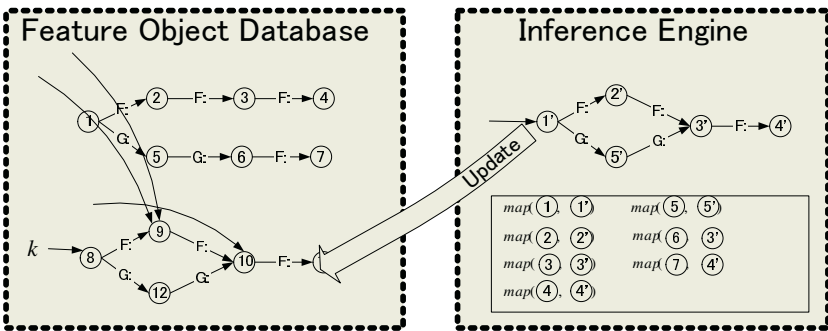 Feature Object Database
Inference Engine
1 F: 2 F: 3 F: 4
G: 5 G: 6 F: 7
k 8 F: 9 F: 10 F:
G: 12 G:
Update
1' F: 2' F: 3' F: 4'
G: 5' G:
map(1, 1') map(5, 5')
map(2, 2') map(6, 3')
map(3, 3') map(7, 4')
map(4, 4')